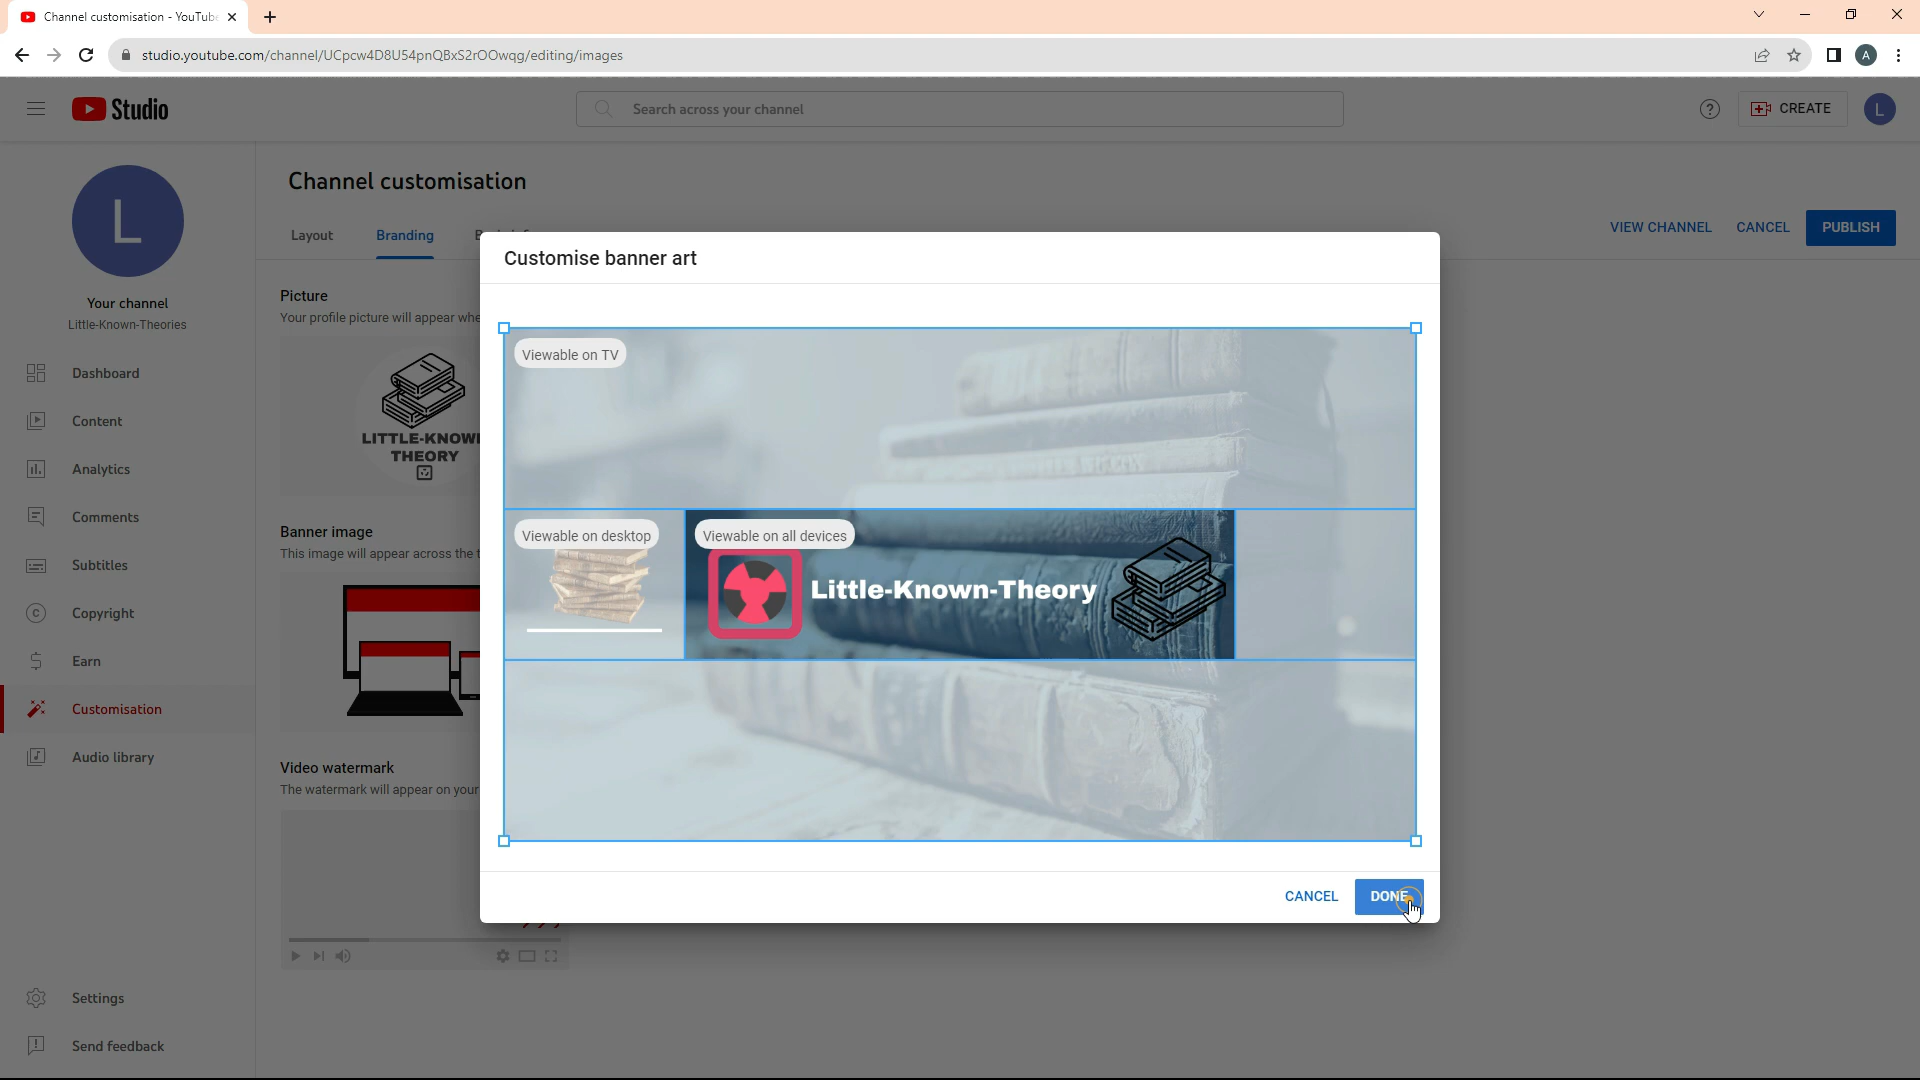 Channel customisation - YouTub
studio.youtube.com/channel/UCpcw4D8U54pnQBxS2rOOwqg/editing/images
A
Studio
Search across your channel
CREATE
L
L
Your channel
Little-Known-Theories
Dashboard
Content
Analytics
Comments
Subtitles
Copyright
Earn
Customisation
Audio library
Settings
Send feedback
Channel customisation
Layout
Branding
VIEW CHANNEL
CANCEL
PUBLISH
Picture
Your profile picture will appear whe
LITTLE-KNOW
THEORY
Banner image
This image will appear across the t
Video watermark
The watermark will appear on your
Customise banner art
Viewable on TV
Viewable on desktop
Viewable on all devices
Little-Known-Theory
CANCEL
DONE